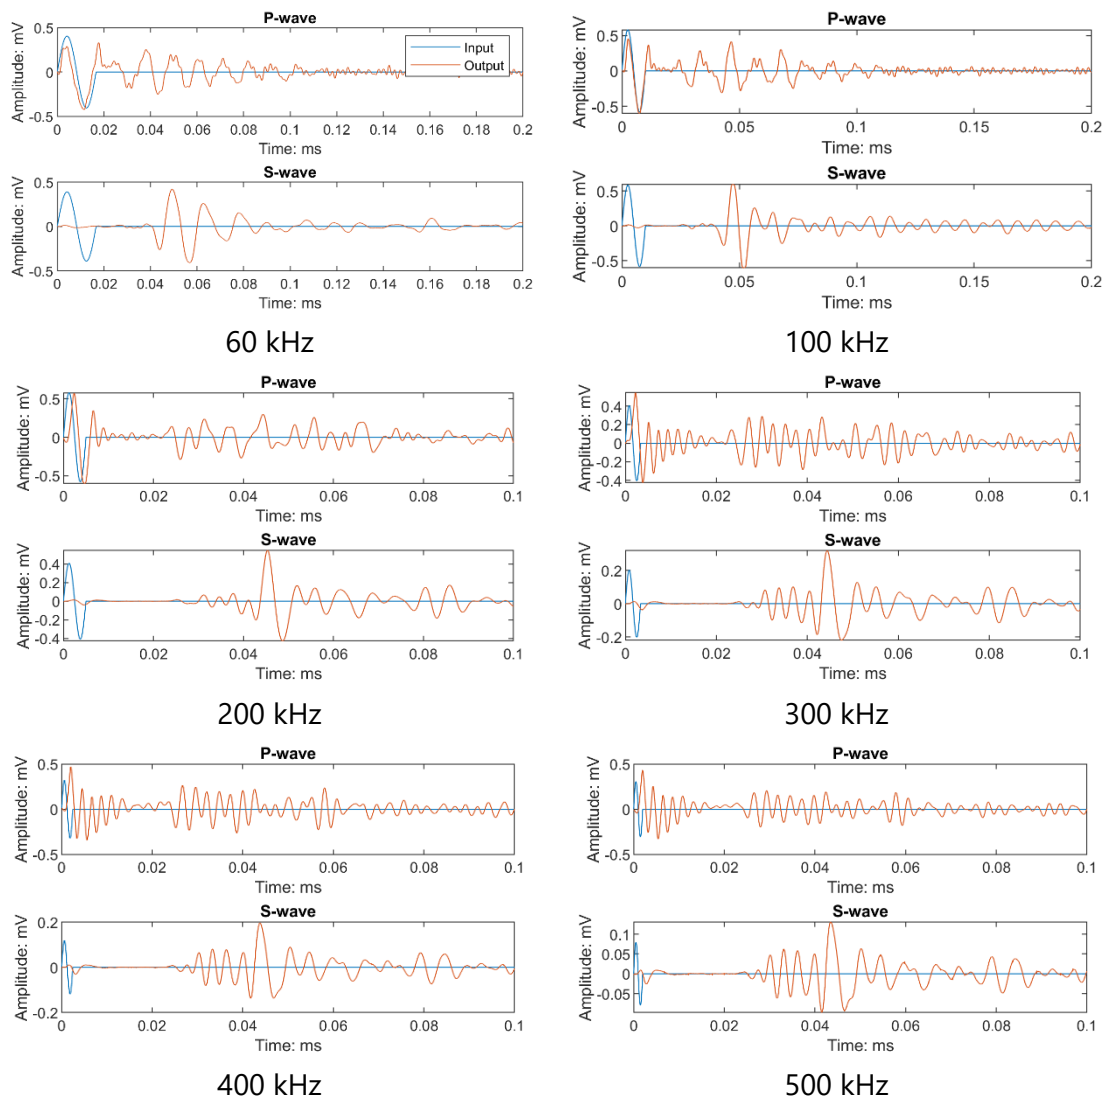 P-wave
Amplitude: mV
0.5
0
-0.5
Input
Output
0 0.02 0.04 0.06 0.08 0.1 0.12 0.14 0.16 0.18 0.2
Time: ms
S-wave
Amplitude: mV
0.5
0
-0.5
0 0.02 0.04 0.06 0.08 0.1 0.12 0.14 0.16 0.18 0.2
Time: ms
60 kHz
P-wave
Amplitude: mV
0.5
0
-0.5
0 0.05 0.1 0.15 0.2
Time: ms
S-wave
Amplitude: mV
0.5
0
-0.5
0 0.05 0.1 0.15 0.2
Time: ms
100 kHz
P-wave
Amplitude: mV
0.5
0
-0.5
0 0.02 0.04 0.06 0.08 0.1
Time: ms
S-wave
Amplitude: mV
0.4
0.2
0
-0.2
-0.4
0 0.02 0.04 0.06 0.08 0.1
Time: ms
200 kHz
P-wave
Amplitude: mV
0.4
0.2
0
-0.2
-0.4
0 0.02 0.04 0.06 0.08 0.1
Time: ms
S-wave
Amplitude: mV
0.2
0
-0.2
0 0.02 0.04 0.06 0.08 0.1
Time: ms
300 kHz
P-wave
Amplitude: mV
0.5
0
-0.5
0 0.02 0.04 0.06 0.08 0.1
Time: ms
S-wave
Amplitude: mV
0.2
0
-0.2
0 0.02 0.04 0.06 0.08 0.1
Time: ms
400 kHz
P-wave
Amplitude: mV
0.5
0
-0.5
0 0.02 0.04 0.06 0.08 0.1
Time: ms
S-wave
Amplitude: mV
0.1
0.05
0
-0.05
0 0.02 0.04 0.06 0.08 0.1
Time: ms
500 kHz